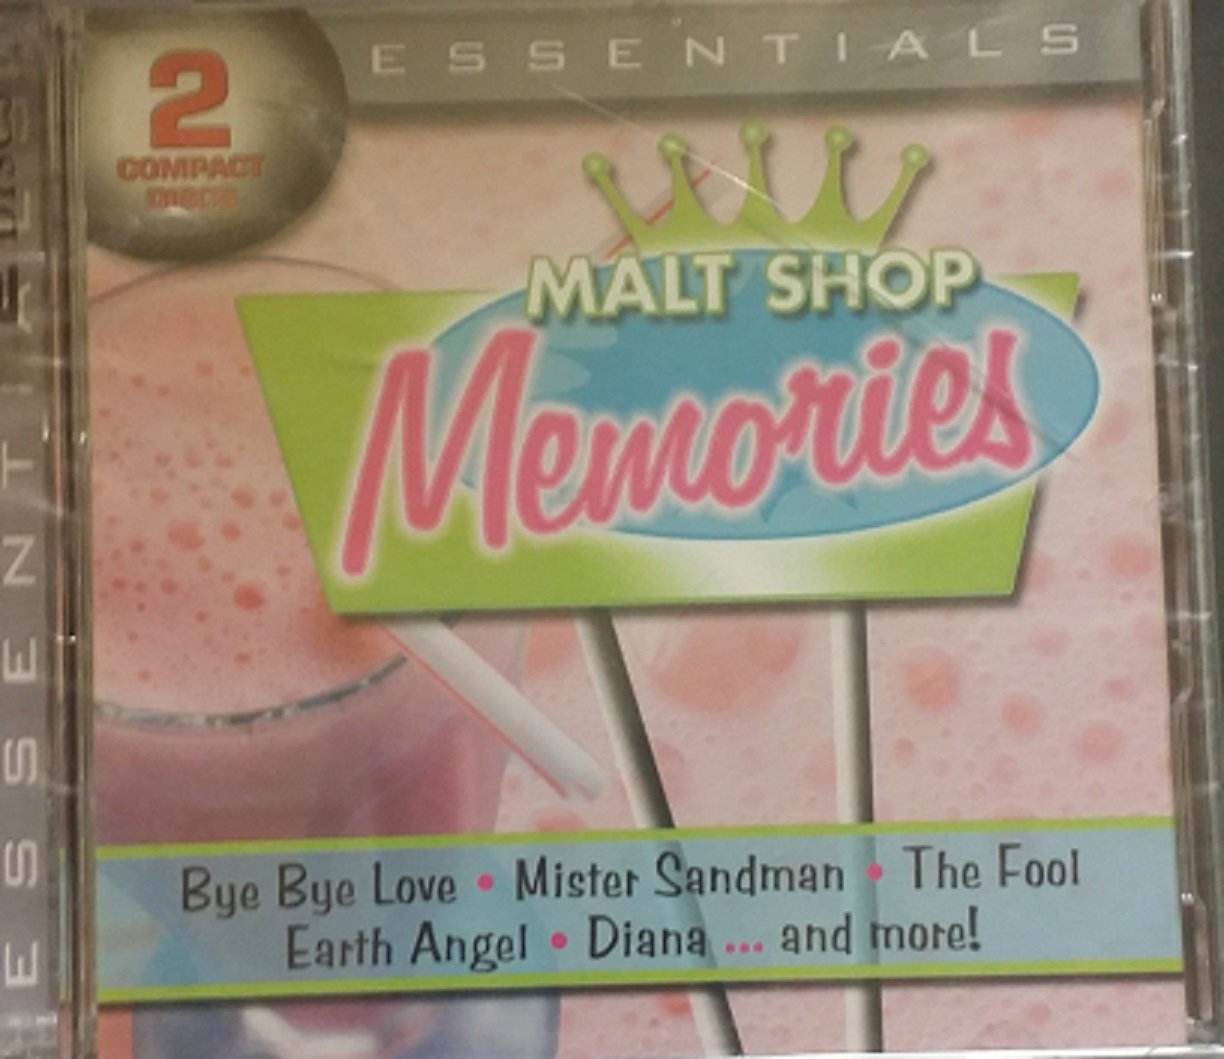 2
COMPACT
DISCS
ESSENTIALS
MALT SHOP
Memories
Bye Bye Love • Mister Sandman • The Fool
Earth Angel • Diana ... and more!
ESSENTIALS